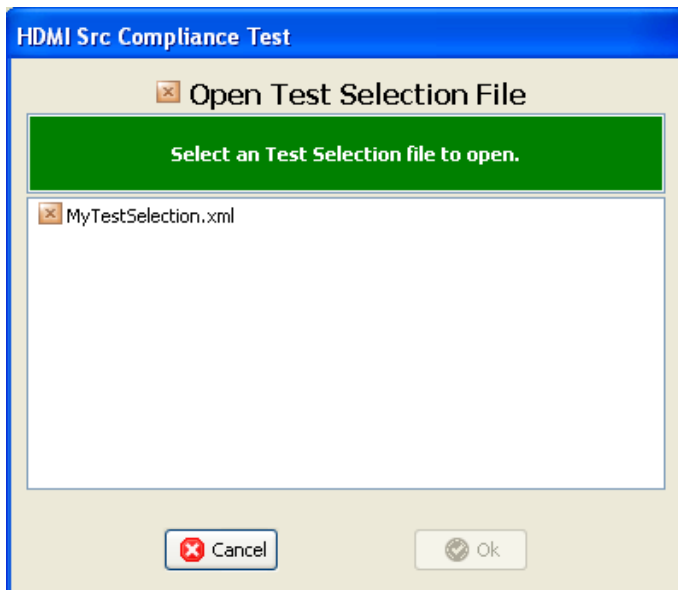 HDMI Src Compliance Test
Open Test Selection File
Select an Test Selection file to open.
MyTestSelection.xml
Cancel
Ok